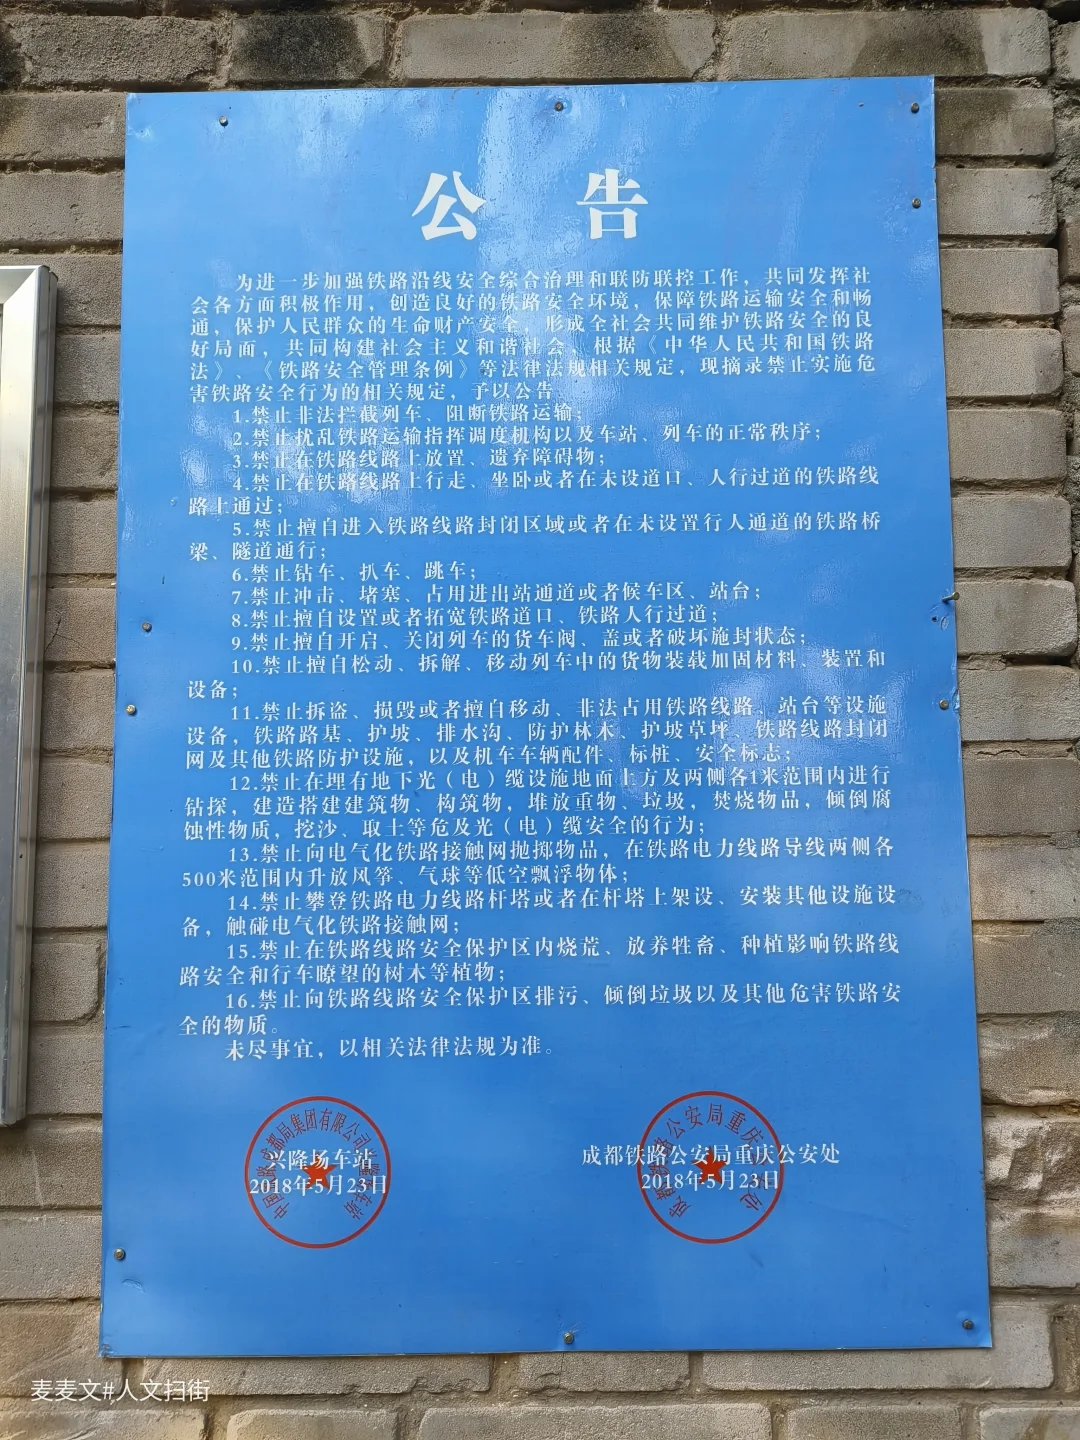 公 告
为进一步加强铁路沿线安全综合治理和联防联控工作，共同发挥社
会各方面积极作用，创造良好的铁路安全环境，保障铁路运输安全和畅
通，保护人民群众的生命财产安全，形成全社会共同维护铁路安全的良
好局面，共同构建社会主义和谐社会，根据《中华人民共和国铁路
法》、《铁路安全管理条例》等法律法规相关规定，现摘录禁止实施危
害铁路安全行为的相关规定，予以公告
1.禁止非法拦截列车、阻断铁路运输；
2.禁止扰乱铁路运输指挥调度机构以及车站、列车的正常秩序；
3.禁止在铁路线路上放置、遗弃障碍物；
4.禁止在铁路线路上行走、坐卧或者在未设道口、人行过道的铁路线
路上通过；
5.禁止擅自进入铁路线路封闭区域或者在未设置行人通道的铁路桥
梁、隧道通行；
6.禁止钻车、扒车、跳车；
7.禁止冲击、堵塞、占用进出站通道或者候车区、站台；
8.禁止擅自设置或者拓宽铁路道口、铁路人行过道；
9.禁止擅自开启、关闭列车的货车阀、盖或者破坏施封状态；
10.禁止擅自松动、拆解、移动列车中的货物装载加固材料、装置和
设备；
11.禁止拆盗、损毁或者擅自移动、非法占用铁路线路、站台等设施
设备，铁路路基、护坡、排水沟、防护林木、护坡草坪、铁路线路封闭
网及其他铁路防护设施，以及机车车辆配件、标桩、安全标志；
12.禁止在埋有地下光（电）缆设施地面上方及两侧各1米范围内进行
钻探，建造搭建建筑物、构筑物，堆放重物、垃圾，焚烧物品，倾倒腐
蚀性物质，挖沙、取土等危及光（电）缆安全的行为；
13.禁止向电气化铁路接触网抛掷物品，在铁路电力线路导线两侧各
500米范围内升放风筝、气球等低空飘浮物体；
14.禁止攀登铁路电力线路杆塔或者在杆塔上架设、安装其他设施设
备，触碰电气化铁路接触网；
15.禁止在铁路线路安全保护区内烧荒、放养牲畜、种植影响铁路线
路安全和行车瞭望的树木等植物；
16.禁止向铁路线路安全保护区排污、倾倒垃圾以及其他危害铁路安
全的物质。
未尽事宜，以相关法律法规为准。
中国铁路成都局集团有限公司兴隆场车站
兴隆场车站
2018年5月23日
成都铁路公安局重庆公安处
成都铁路公安局重庆公安处
2018年5月23日
麦麦文#人文扫街